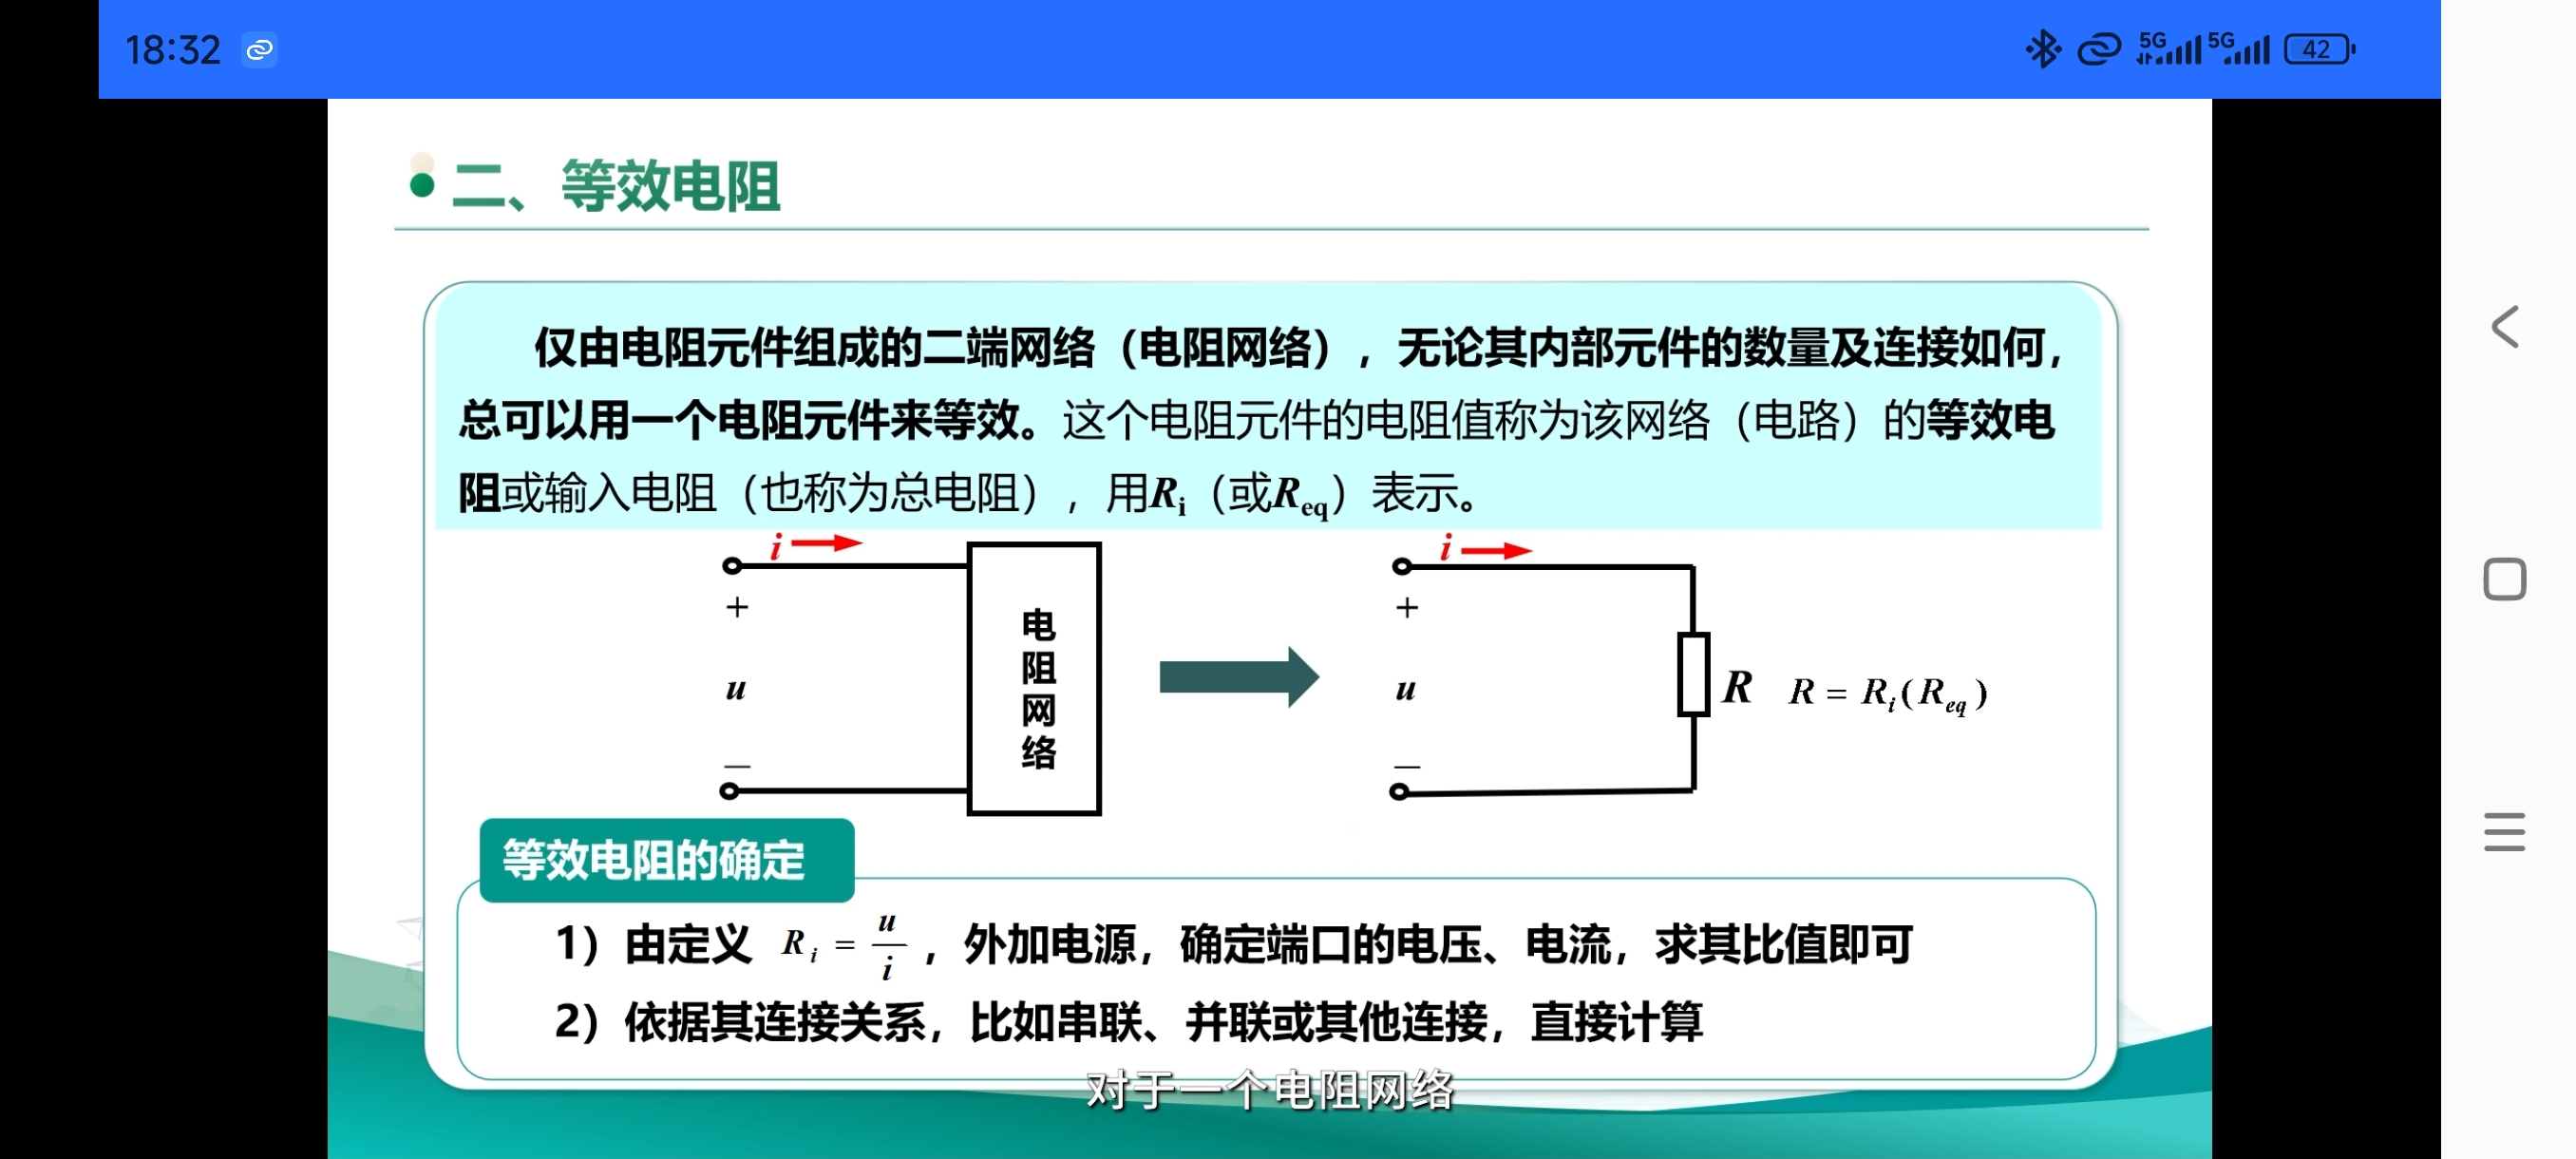 18:32
5G 5G 42
二、等效电阻
仅由电阻元件组成的二端网络（电阻网络），无论其内部元件的数量及连接如何，
总可以用一个电阻元件来等效。这个电阻元件的电阻值称为该网络（电路）的等效电
阻或输入电阻（也称为总电阻），用Ri（或Req）表示。
i
+
u
—
电
阻
网
络
i
+
u
—
R R = Ri(Req)
等效电阻的确定
1）由定义 Ri = u/i ，外加电源，确定端口的电压、电流，求其比值即可
2）依据其连接关系，比如串联、并联或其他连接，直接计算
对于一个电阻网络